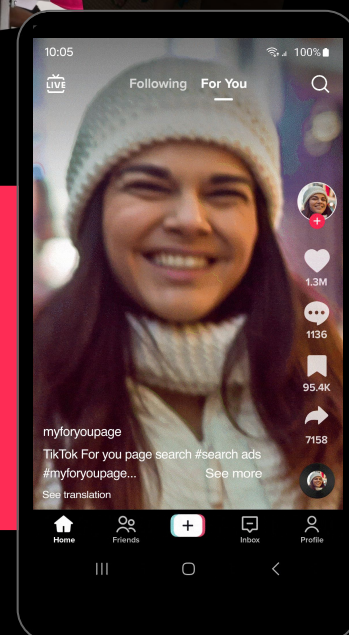 10:05
100%
LIVE
Following For You
1.3M
1136
95.4K
7158
myforyoupage
TikTok For you page search #search ads
#myforyoupage... See more
See translation
Home Friends Inbox Profile